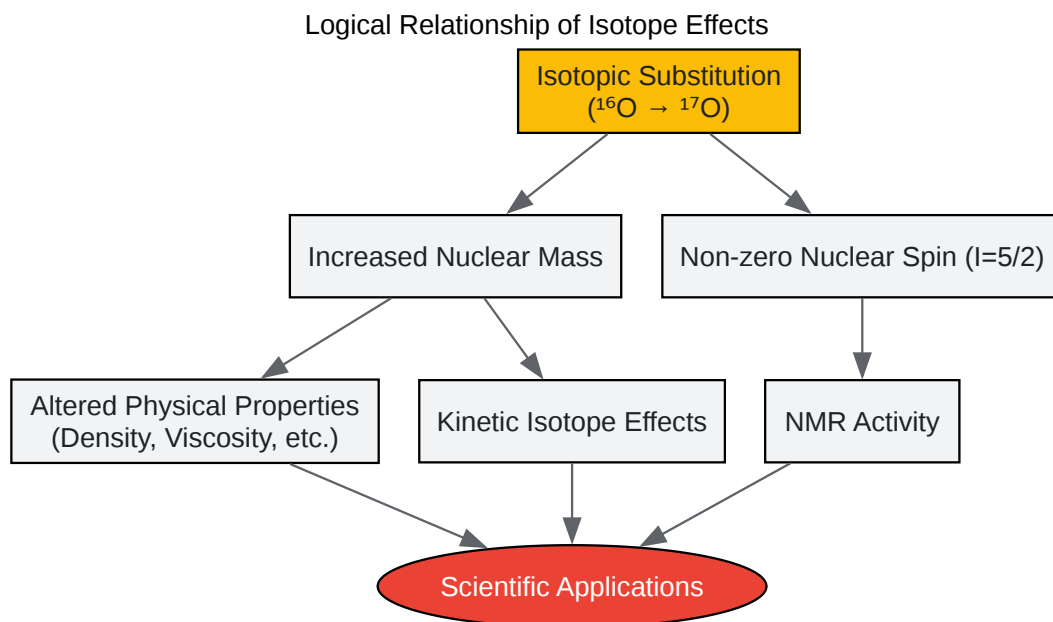 Logical Relationship of Isotope Effects
Isotopic Substitution
(¹⁶O → ¹⁷O)
Increased Nuclear Mass
Non-zero Nuclear Spin (I=5/2)
Altered Physical Properties
(Density, Viscosity, etc.)
Kinetic Isotope Effects
NMR Activity
Scientific Applications